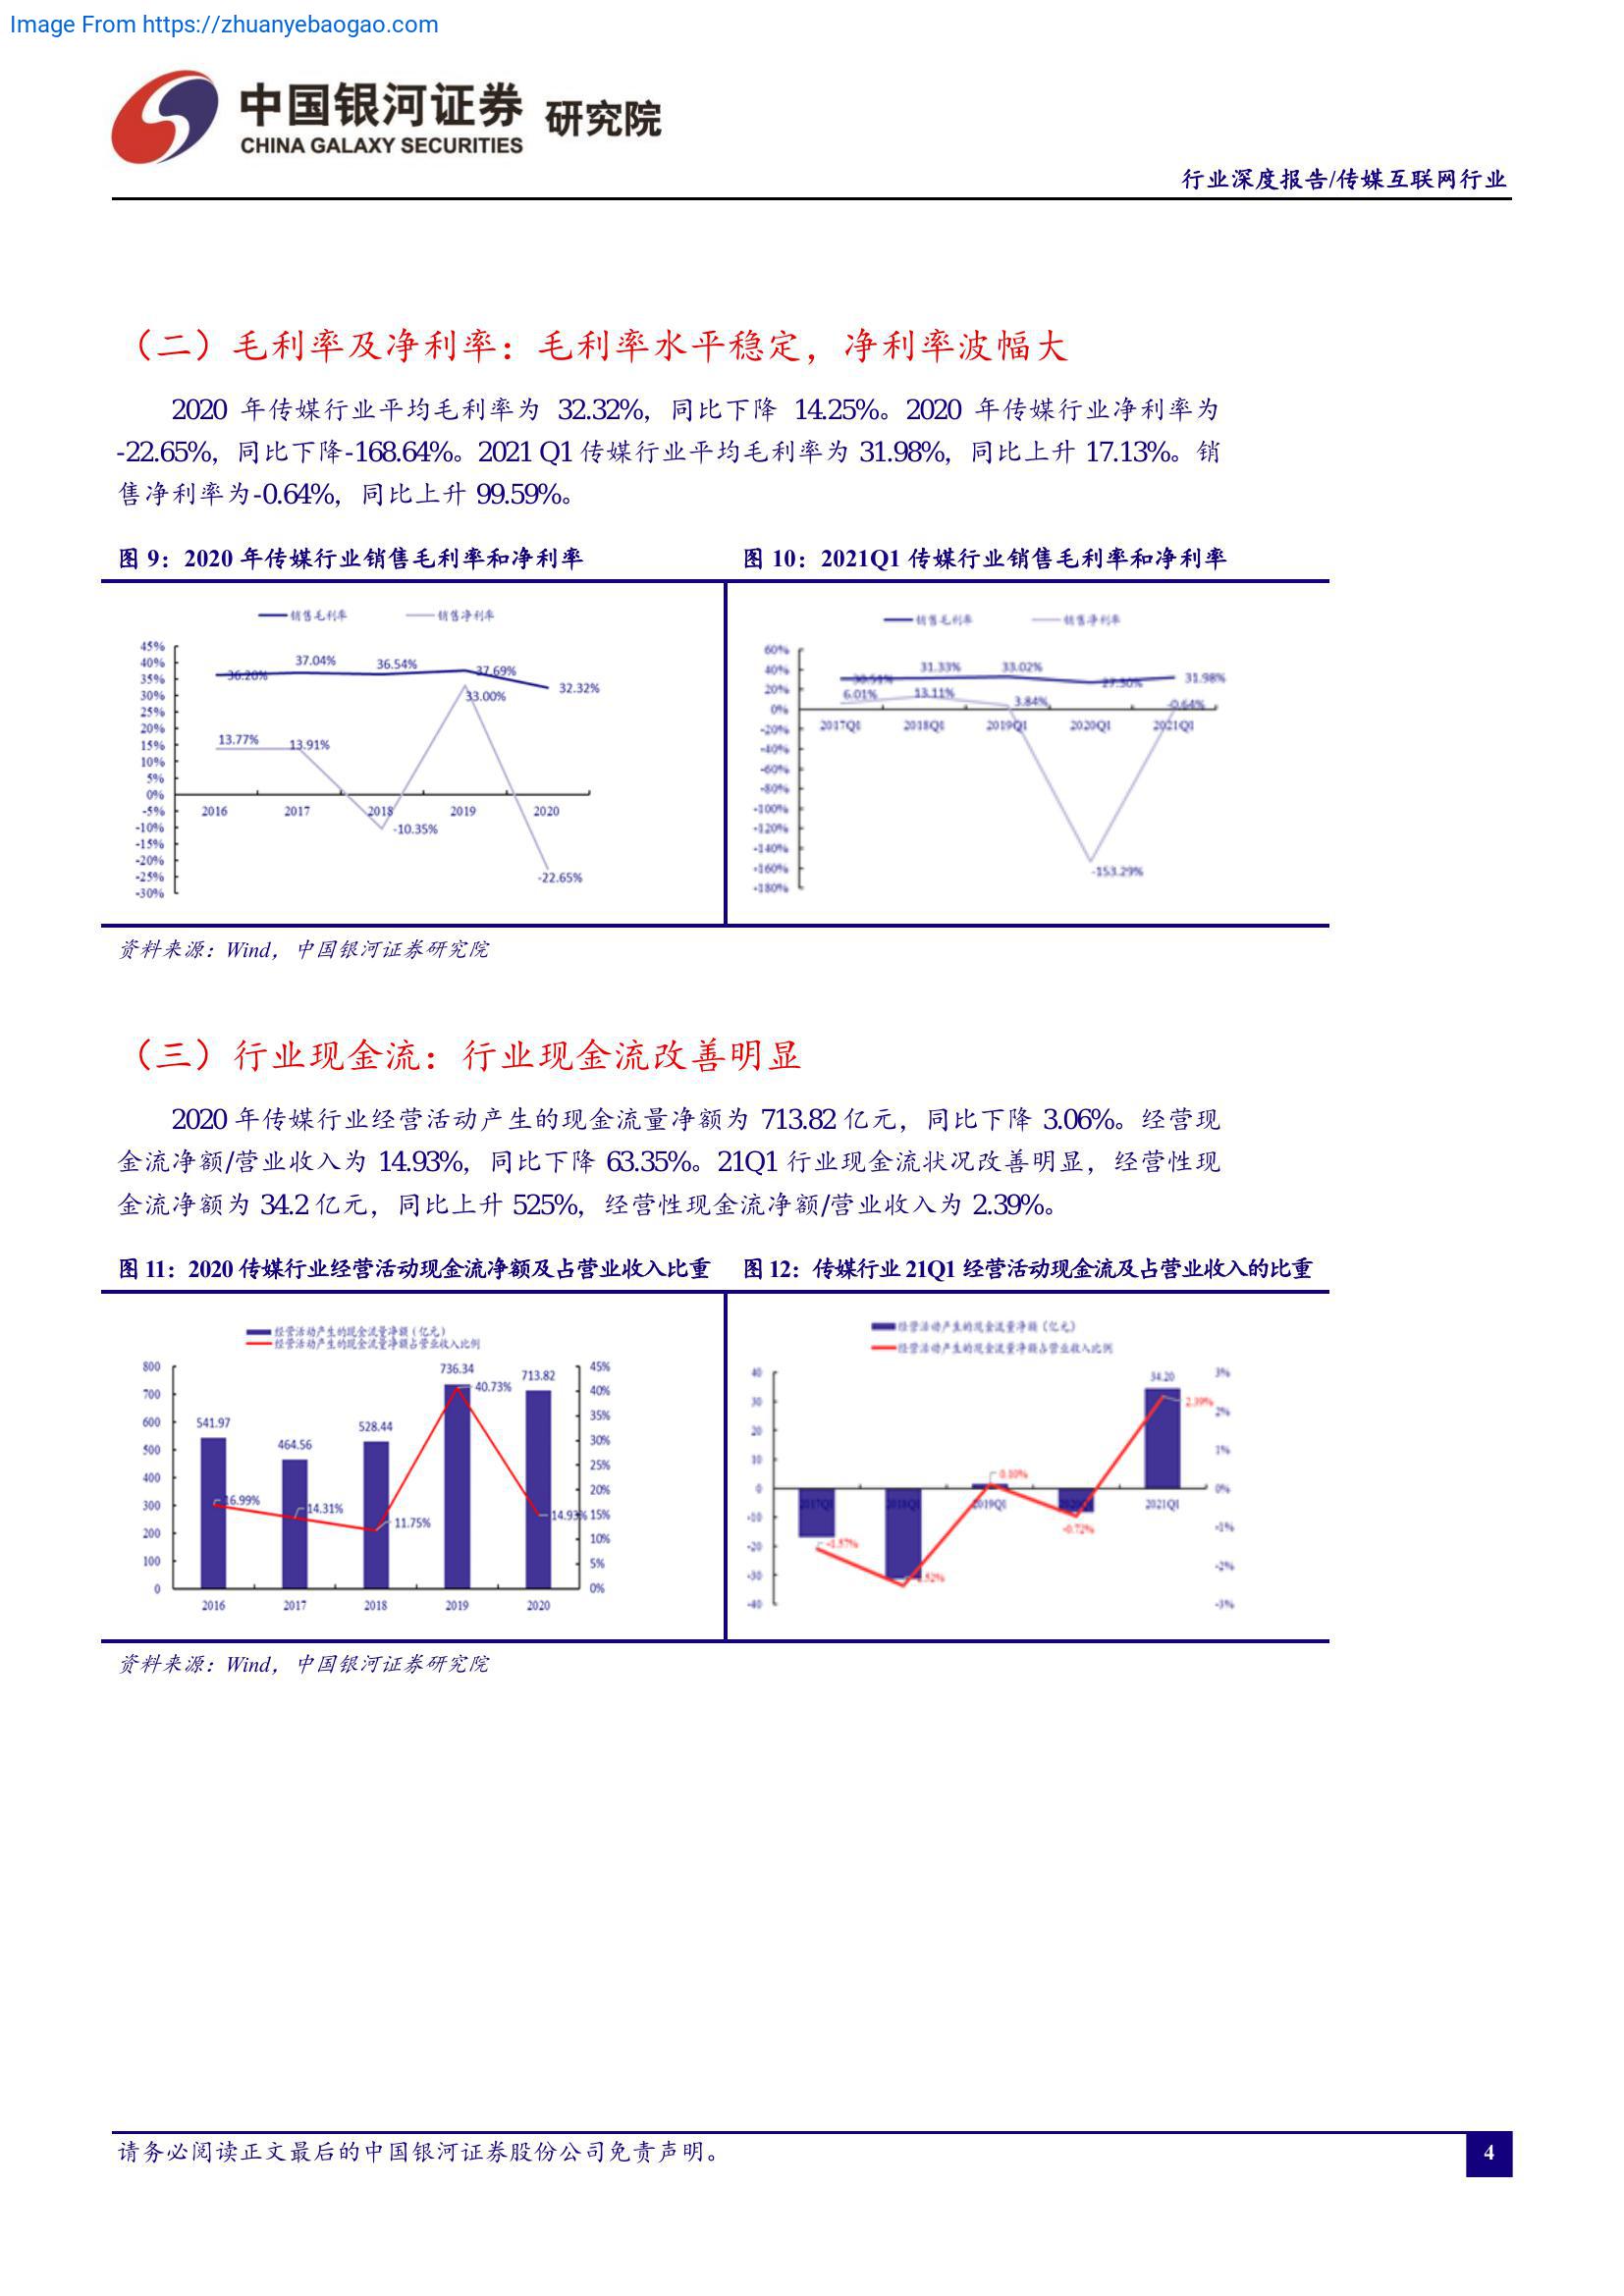 Image From https://zhuanyebaogao.com
中国银河证券 研究院
CHINA GALAXY SECURITIES
行业深度报告/传媒互联网行业
（二）毛利率及净利率：毛利率水平稳定，净利率波幅大
2020 年传媒行业平均毛利率为 32.32%，同比下降 14.25%。2020 年传媒行业净利率为
-22.65%，同比下降-168.64%。2021 Q1 传媒行业平均毛利率为 31.98%，同比上升 17.13%。销
售净利率为-0.64%，同比上升 99.59%。
图 9：2020 年传媒行业销售毛利率和净利率
销售毛利率 销售净利率
45%
40%
35%
30%
25%
20%
15%
10%
5%
0%
-5%
-10%
-15%
-20%
-25%
-30%
36.20% 37.04% 36.54% 37.69% 32.32%
13.77% 13.91% -10.35% 33.00% -22.65%
2016 2017 2018 2019 2020
图 10：2021Q1 传媒行业销售毛利率和净利率
销售毛利率 销售净利率
60%
40%
20%
0%
-20%
-40%
-60%
-80%
-100%
-120%
-140%
-160%
-180%
30.51% 31.33% 33.02% 27.30% 31.98%
6.01% 13.11% 3.84% -153.29% -0.64%
2017Q1 2018Q1 2019Q1 2020Q1 2021Q1
资料来源：Wind，中国银河证券研究院
（三）行业现金流：行业现金流改善明显
2020 年传媒行业经营活动产生的现金流量净额为 713.82 亿元，同比下降 3.06%。经营现
金流净额/营业收入为 14.93%，同比下降 63.35%。21Q1 行业现金流状况改善明显，经营性现
金流净额为 34.2 亿元，同比上升 525%，经营性现金流净额/营业收入为 2.39%。
图 11：2020 传媒行业经营活动现金流净额及占营业收入比重
经营活动产生的现金流量净额（亿元）
经营活动产生的现金流量净额占营业收入比例
800
700
600
500
400
300
200
100
0
541.97 464.56 528.44 736.34 713.82
16.99% 14.31% 11.75% 40.73% 14.93%
45%
40%
35%
30%
25%
20%
15%
10%
5%
0%
2016 2017 2018 2019 2020
图 12：传媒行业 21Q1 经营活动现金流及占营业收入的比重
经营活动产生的现金流量净额（亿元）
经营活动产生的现金流量净额占营业收入比例
40
30
20
10
0
-10
-20
-30
-40
34.20
-1.57% 0.10% -0.72% 2.39%
3%
2%
1%
0%
-1%
-2%
-3%
2017Q1 2018Q1 2019Q1 2020Q1 2021Q1
资料来源：Wind，中国银河证券研究院
请务必阅读正文最后的中国银河证券股份公司免责声明。
4